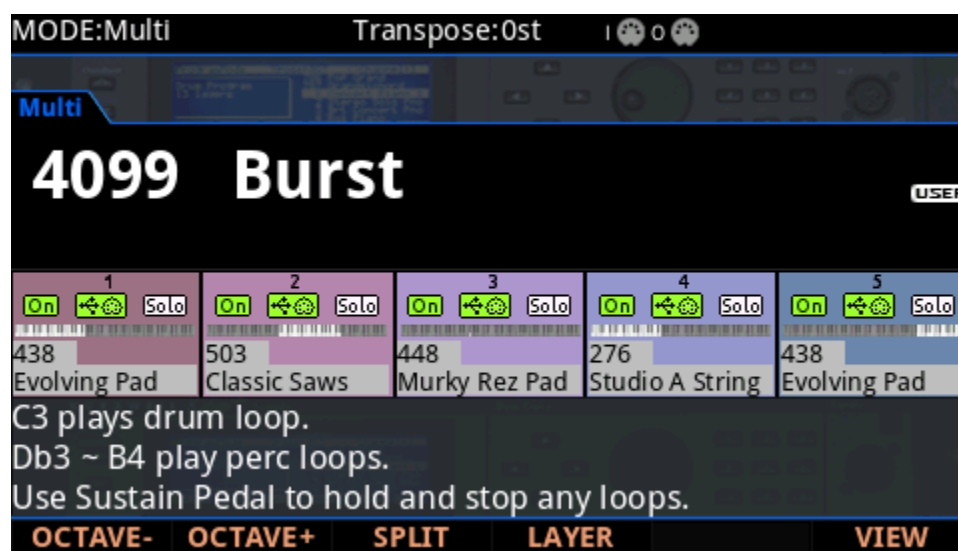 MODE:Multi Transpose:0st I O
Multi
4099 Burst
USER
1 2 3 4 5
On Solo On Solo On Solo On Solo On Solo
438 503 448 276 438
Evolving Pad Classic Saws Murky Rez Pad Studio A String Evolving Pad
C3 plays drum loop.
Db3 ~ B4 play perc loops.
Use Sustain Pedal to hold and stop any loops.
OCTAVE- OCTAVE+ SPLIT LAYER VIEW